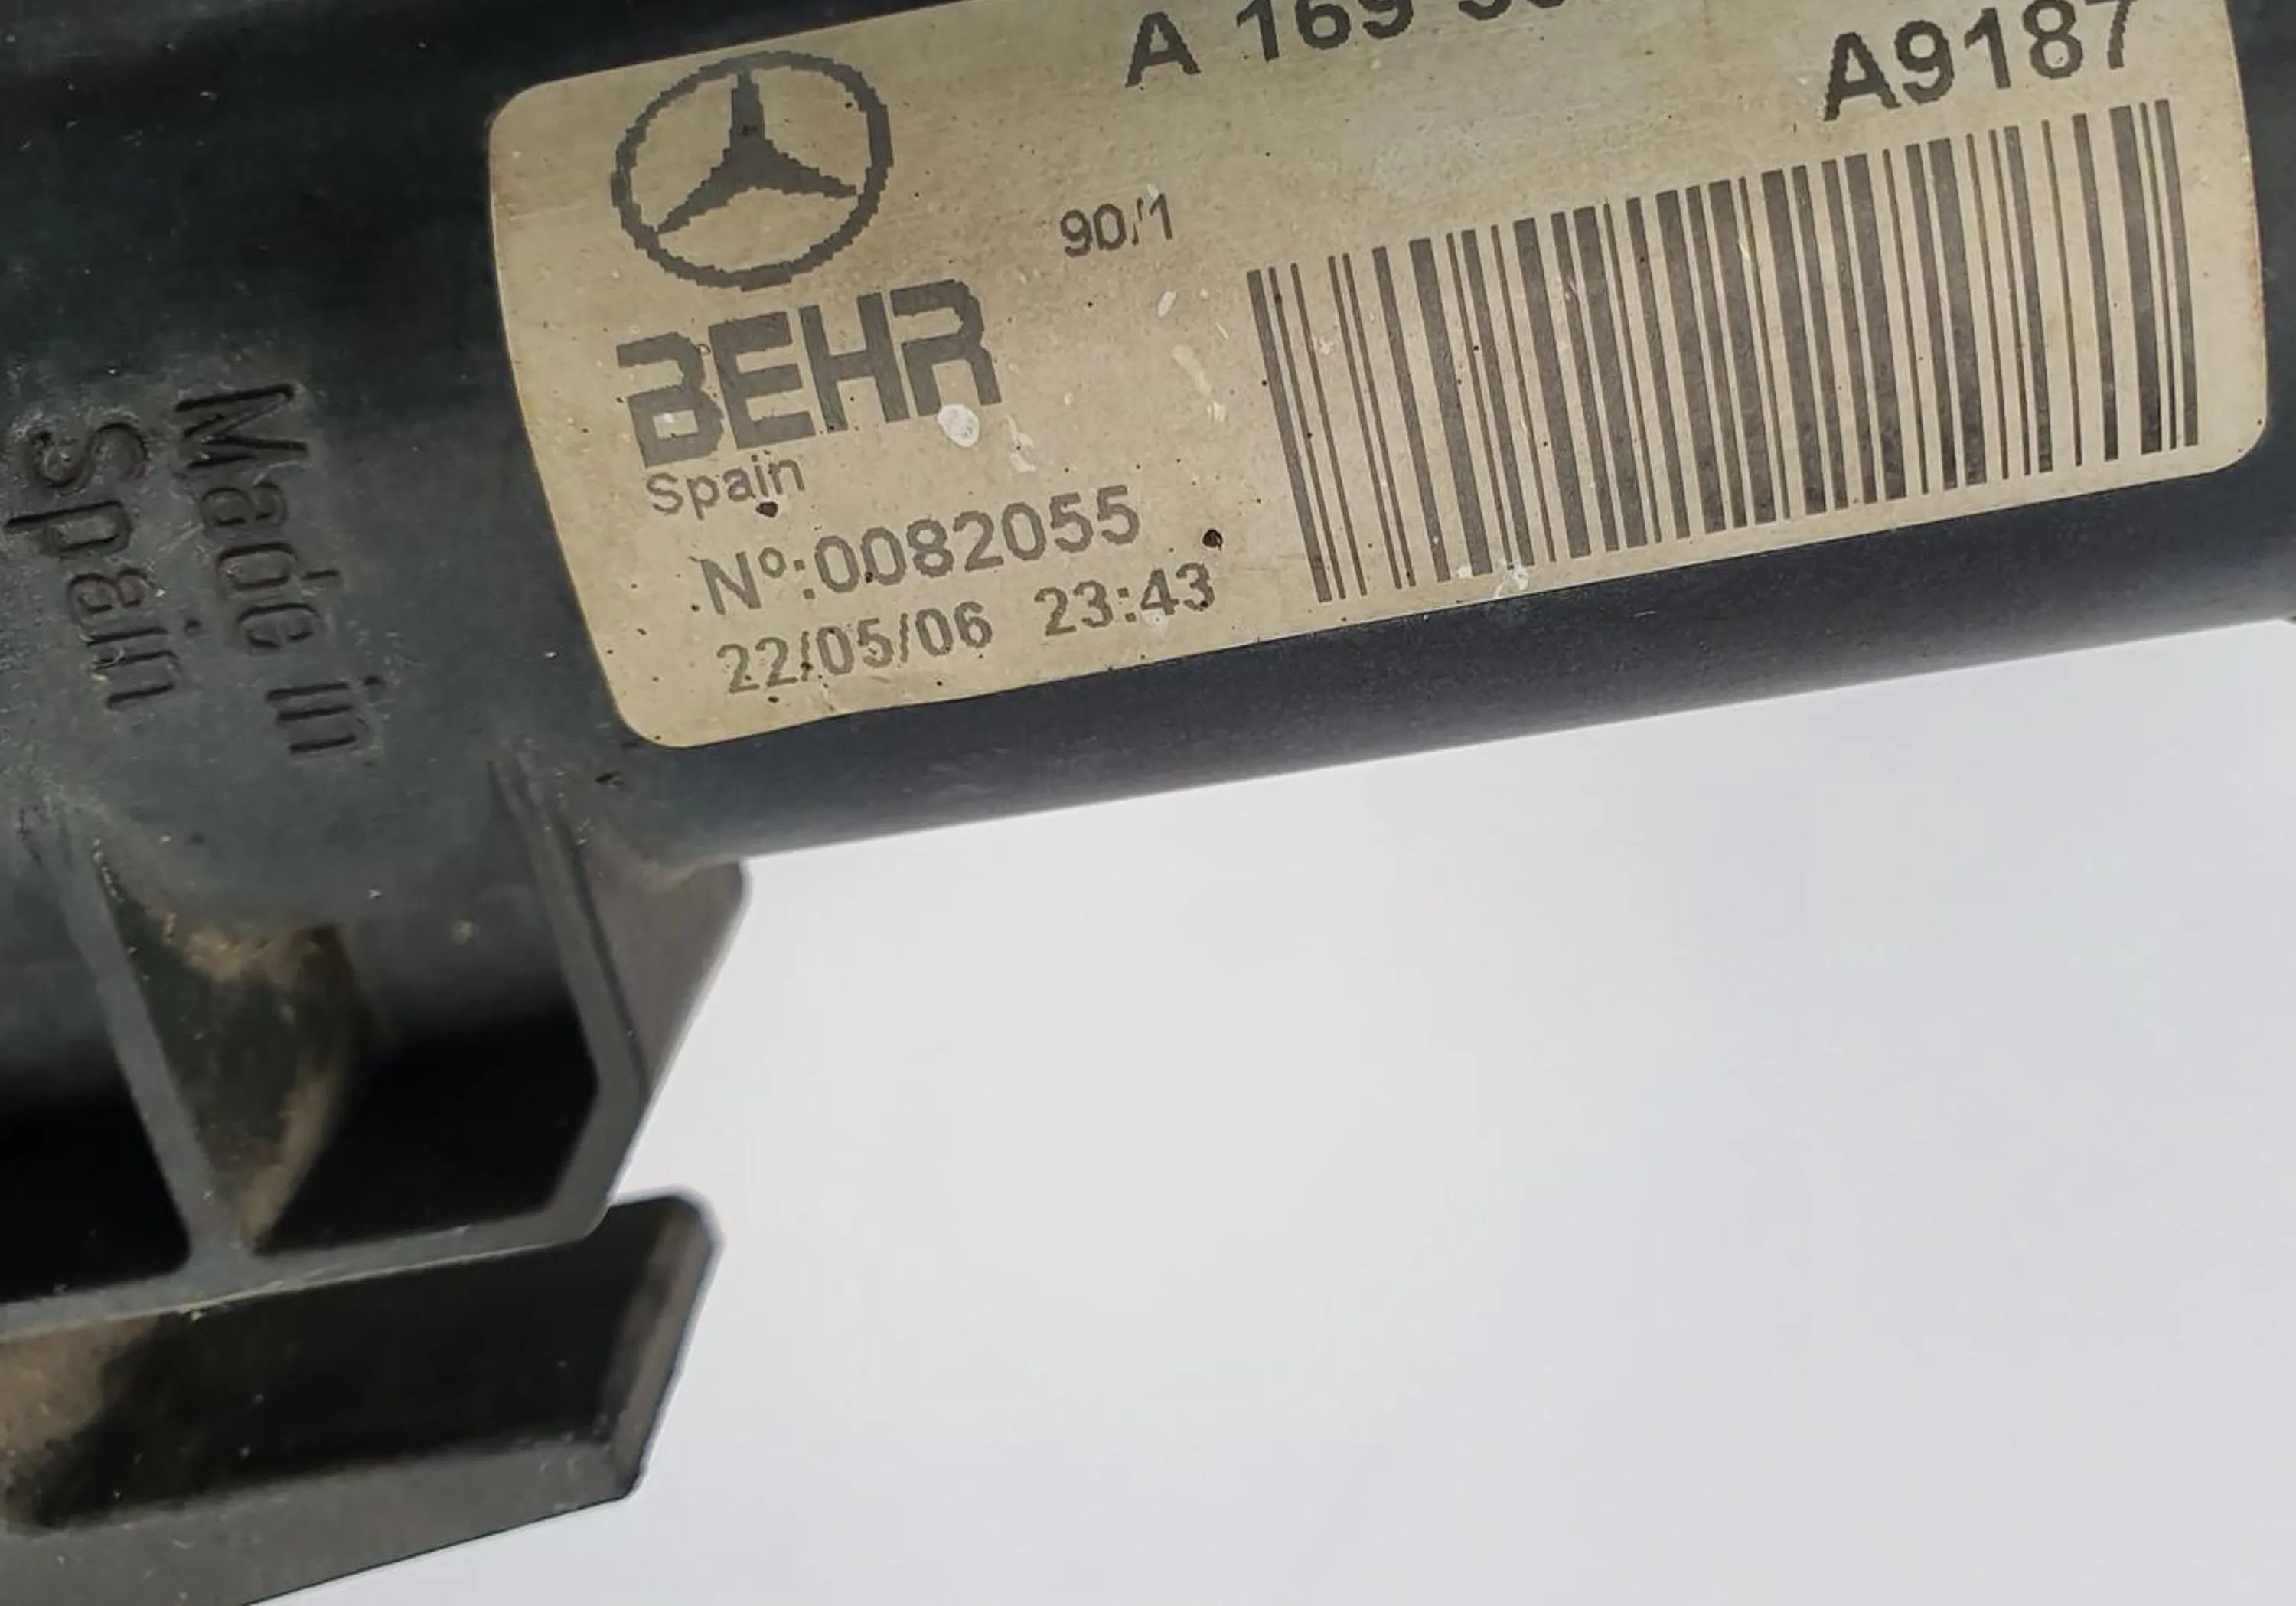 A 169
A9187
90/1
BEHR
Spain
Nº:0082055
22/05/06 23:43
Made in
Spain